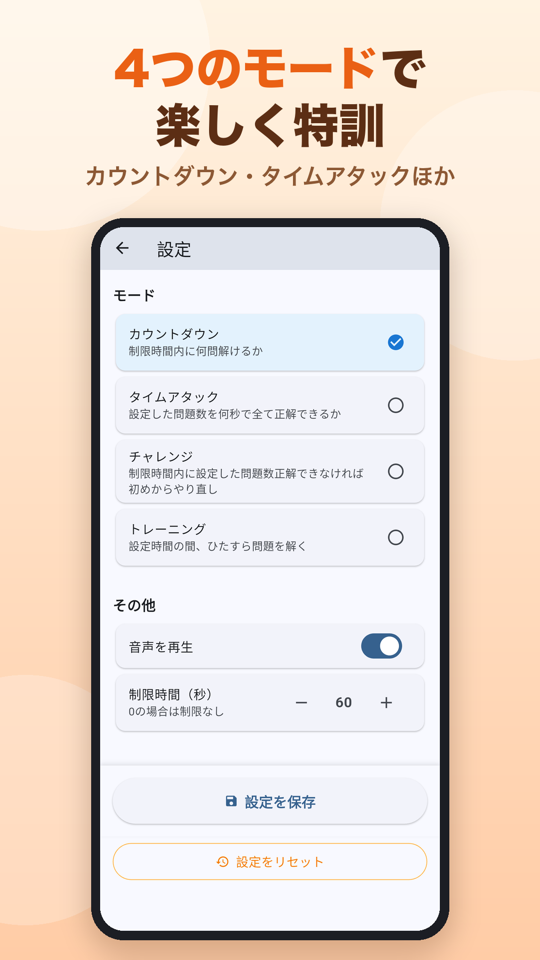 4つのモードで
楽しく特訓
カウントダウン・タイムアタックほか
設定
モード
カウントダウン
制限時間内に何問解けるか
タイムアタック
設定した問題数を何秒で全て正解できるか
チャレンジ
制限時間内に設定した問題数正解できなければ
初めからやり直し
トレーニング
設定時間の間、ひたすら問題を解く
その他
音声を再生
制限時間（秒）
0の場合は制限なし
− 60 +
設定を保存
設定をリセット